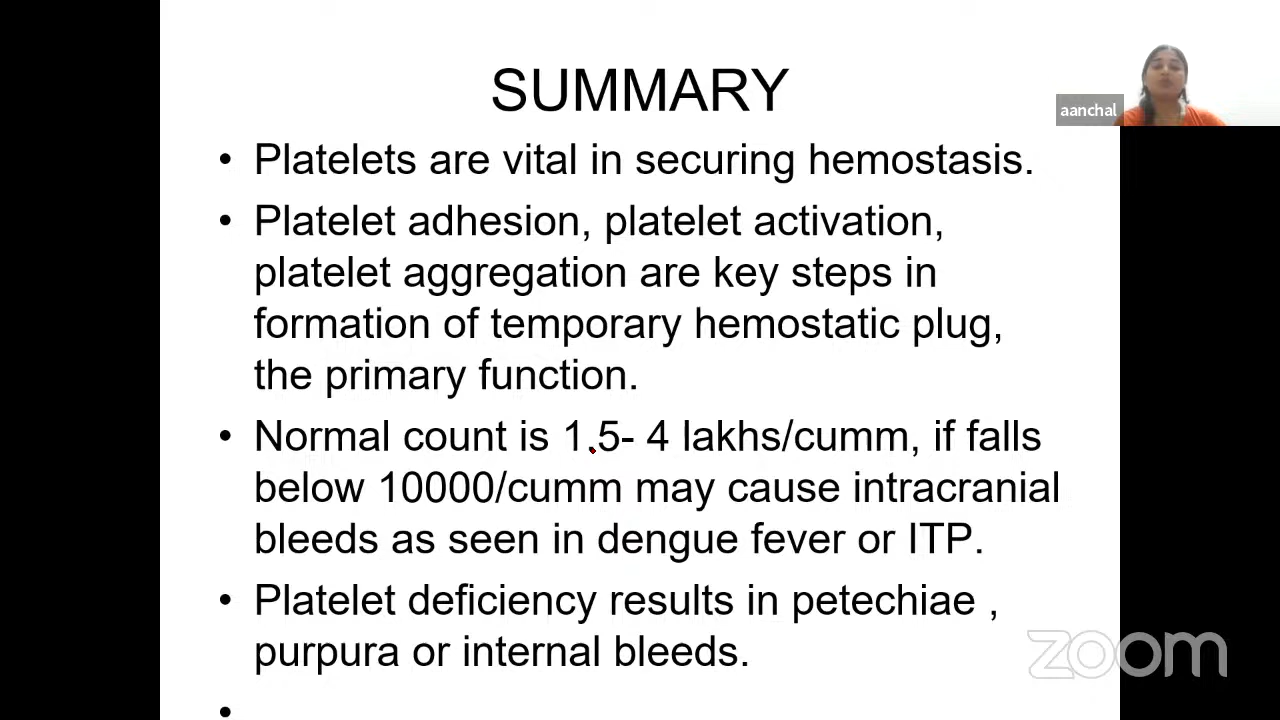 SUMMARY
aanchal
• Platelets are vital in securing hemostasis.
• Platelet adhesion, platelet activation,
platelet aggregation are key steps in
formation of temporary hemostatic plug,
the primary function.
• Normal count is 1.5- 4 lakhs/cumm, if falls
below 10000/cumm may cause intracranial
bleeds as seen in dengue fever or ITP.
• Platelet deficiency results in petechiae ,
purpura or internal bleeds.
•
zoom